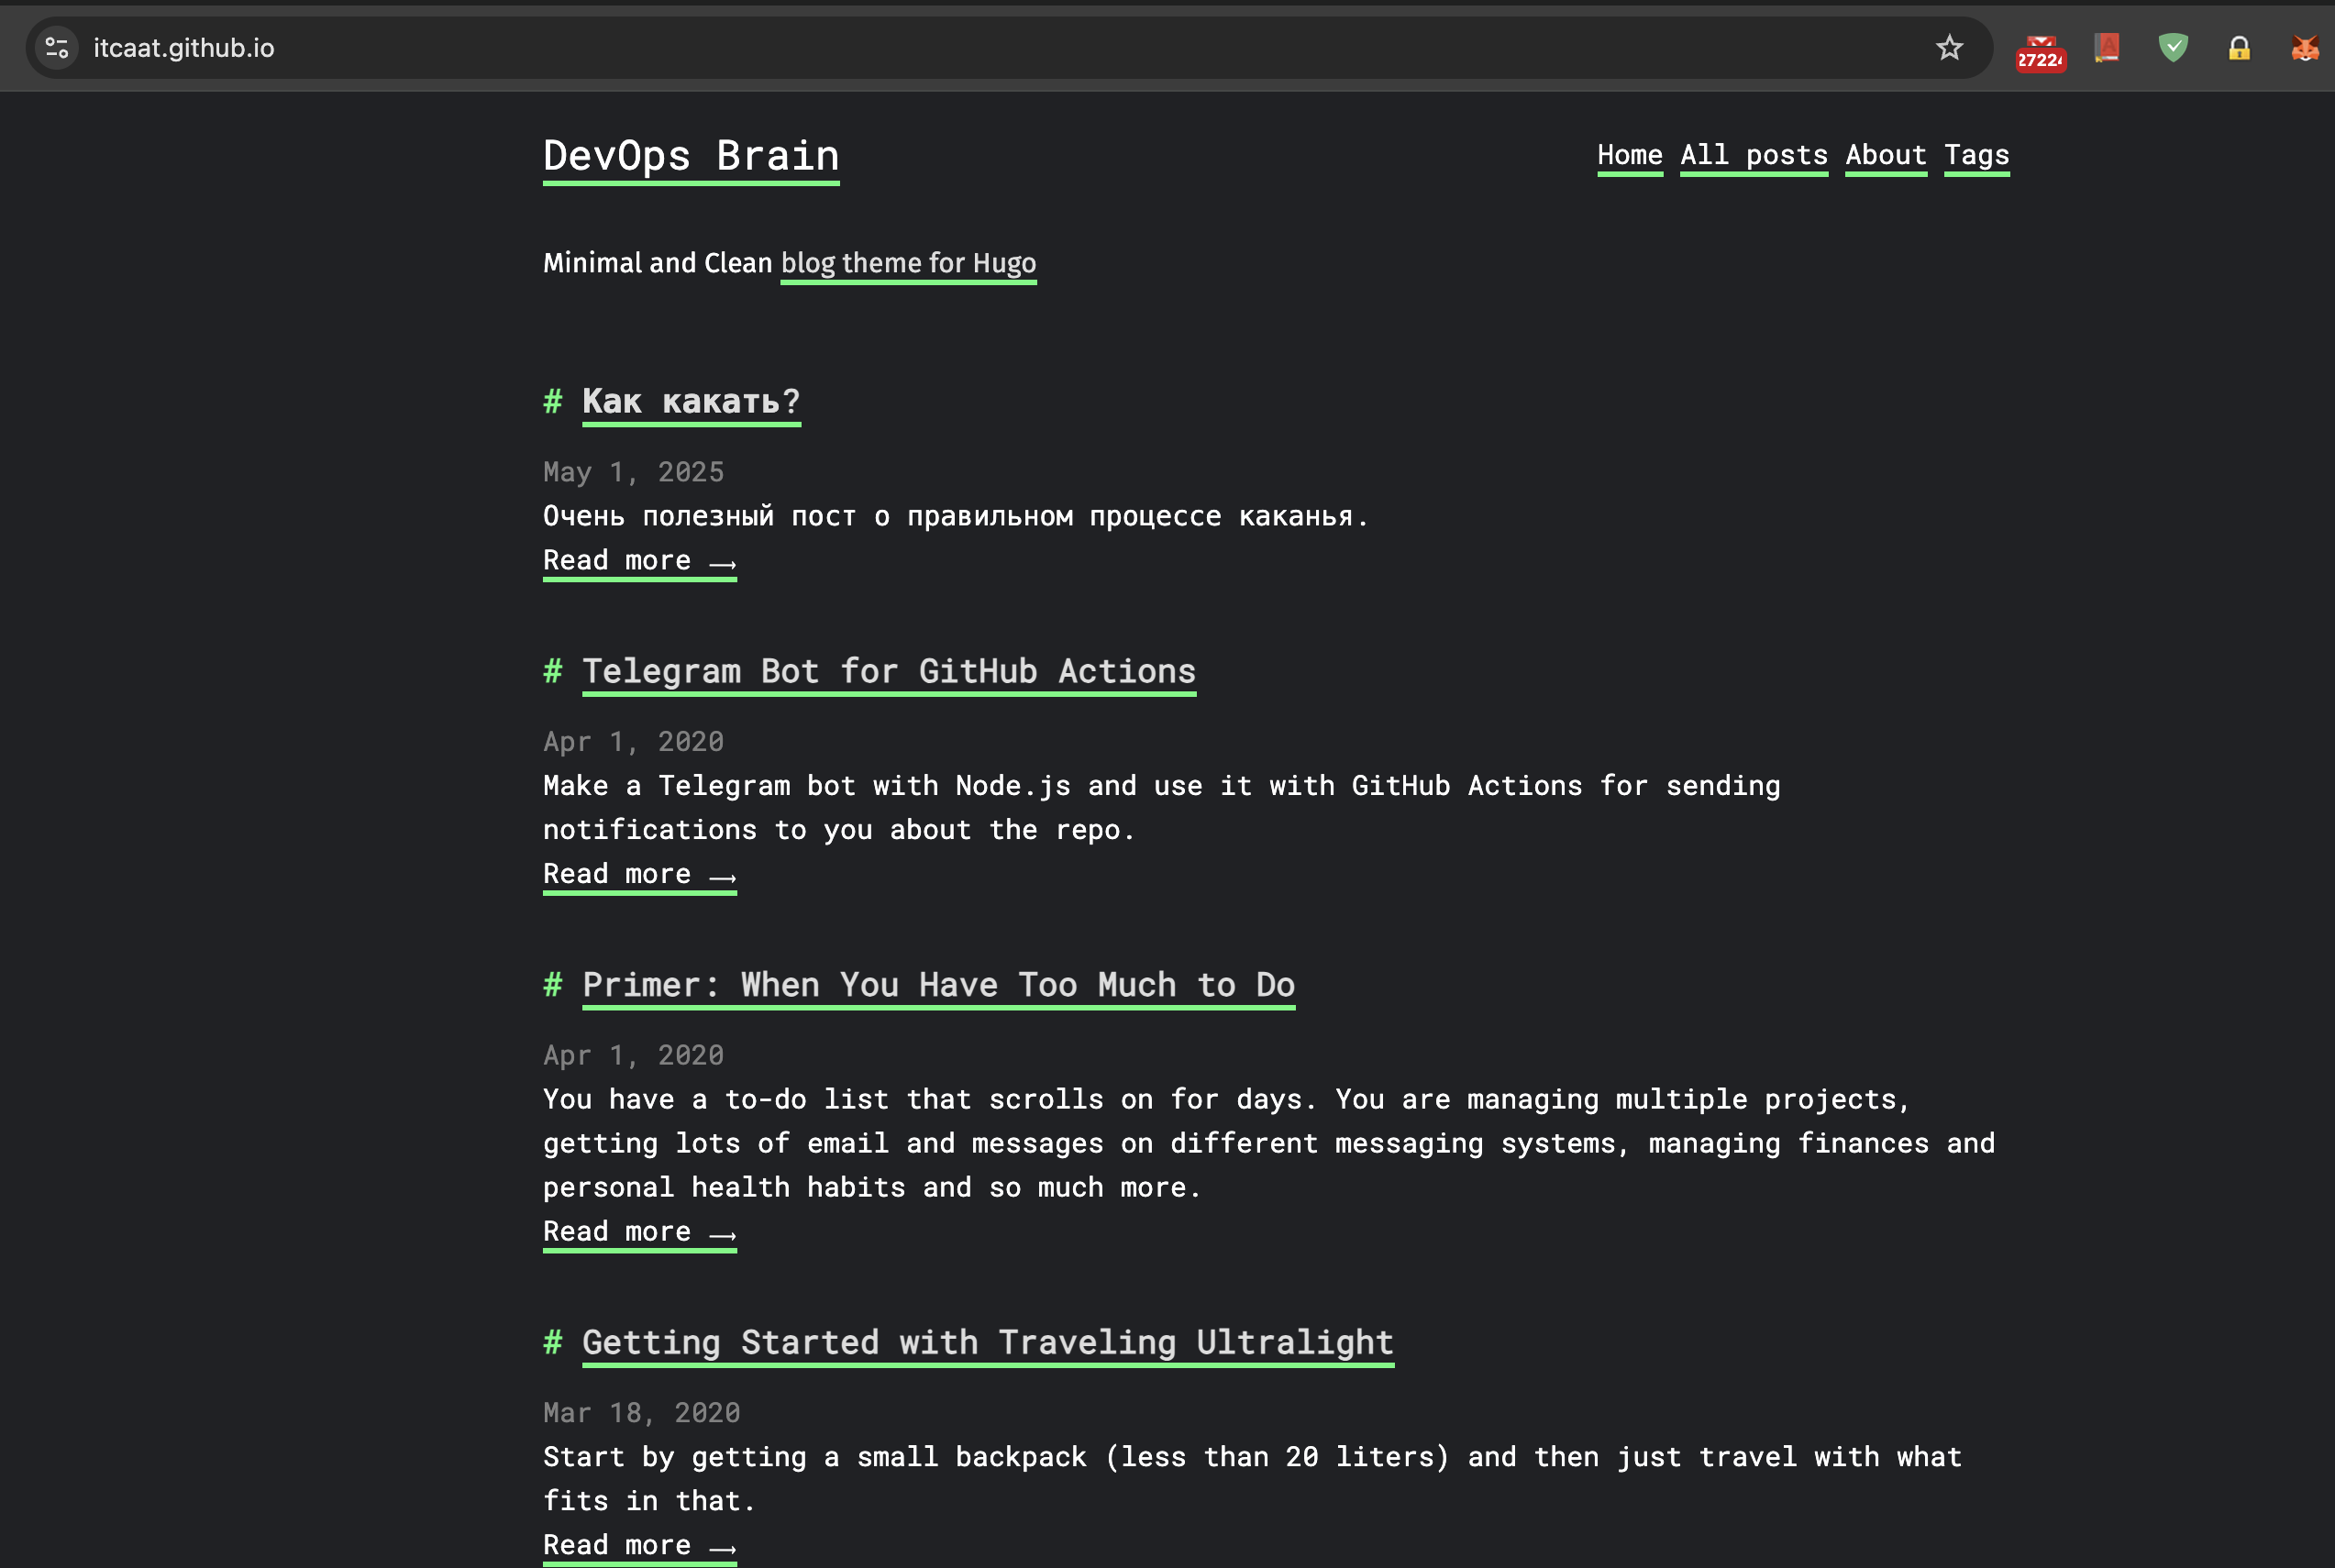 itcaat.github.io
27224
DevOps Brain
Home All posts About Tags
Minimal and Clean blog theme for Hugo
# Как какать?
May 1, 2025
Очень полезный пост о правильном процессе каканья.
Read more ⟶
# Telegram Bot for GitHub Actions
Apr 1, 2020
Make a Telegram bot with Node.js and use it with GitHub Actions for sending
notifications to you about the repo.
Read more ⟶
# Primer: When You Have Too Much to Do
Apr 1, 2020
You have a to-do list that scrolls on for days. You are managing multiple projects,
getting lots of email and messages on different messaging systems, managing finances and
personal health habits and so much more.
Read more ⟶
# Getting Started with Traveling Ultralight
Mar 18, 2020
Start by getting a small backpack (less than 20 liters) and then just travel with what
fits in that.
Read more ⟶